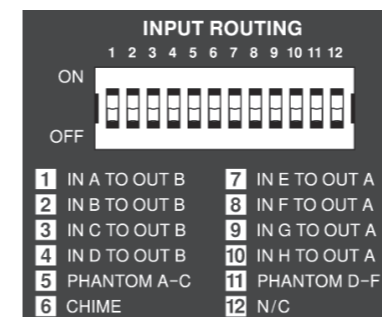 INPUT ROUTING
1 2 3 4 5 6 7 8 9 10 11 12
ON
OFF
1 IN A TO OUT B
2 IN B TO OUT B
3 IN C TO OUT B
4 IN D TO OUT B
5 PHANTOM A–C
6 CHIME
7 IN E TO OUT A
8 IN F TO OUT A
9 IN G TO OUT A
10 IN H TO OUT A
11 PHANTOM D–F
12 N/C